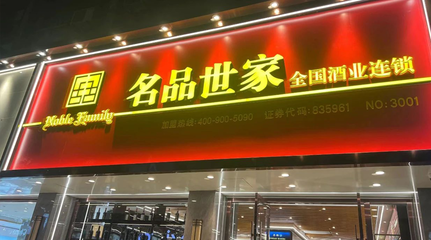 名品世家 全国酒业连锁
Noble Family
加盟热线:400-903-5090 证券代码:835961 NO:3001